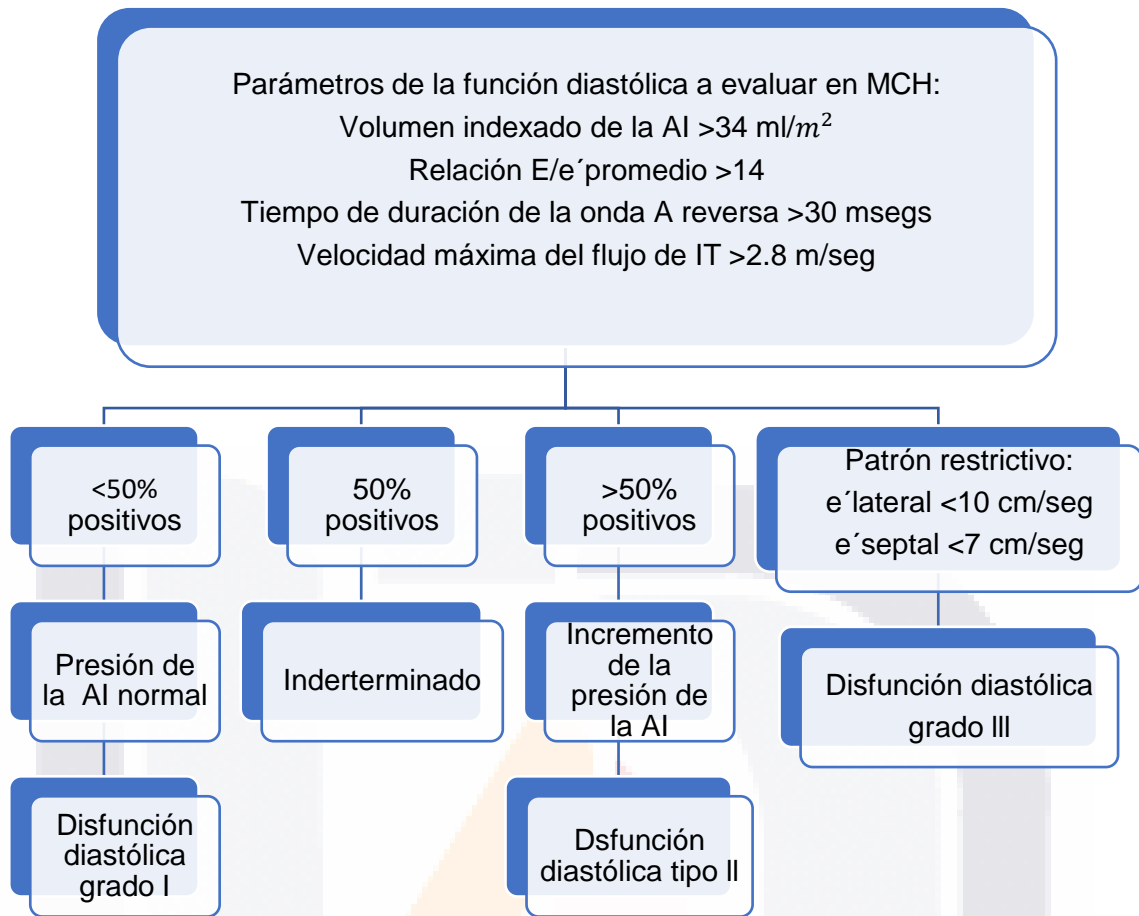 Parámetros de la función diastólica a evaluar en MCH:
Volumen indexado de la AI >34 ml/m²
Relación E/e´promedio >14
Tiempo de duración de la onda A reversa >30 msegs
Velocidad máxima del flujo de IT >2.8 m/seg
<50%
positivos
50%
positivos
>50%
positivos
Patrón restrictivo:
e´lateral <10 cm/seg
e´septal <7 cm/seg
Presión de
la AI normal
Inderterminado
Incremento
de la
presión de
la AI
Disfunción diastólica
grado III
Disfunción
diastólica
grado I
Dsfunción
diastólica tipo II